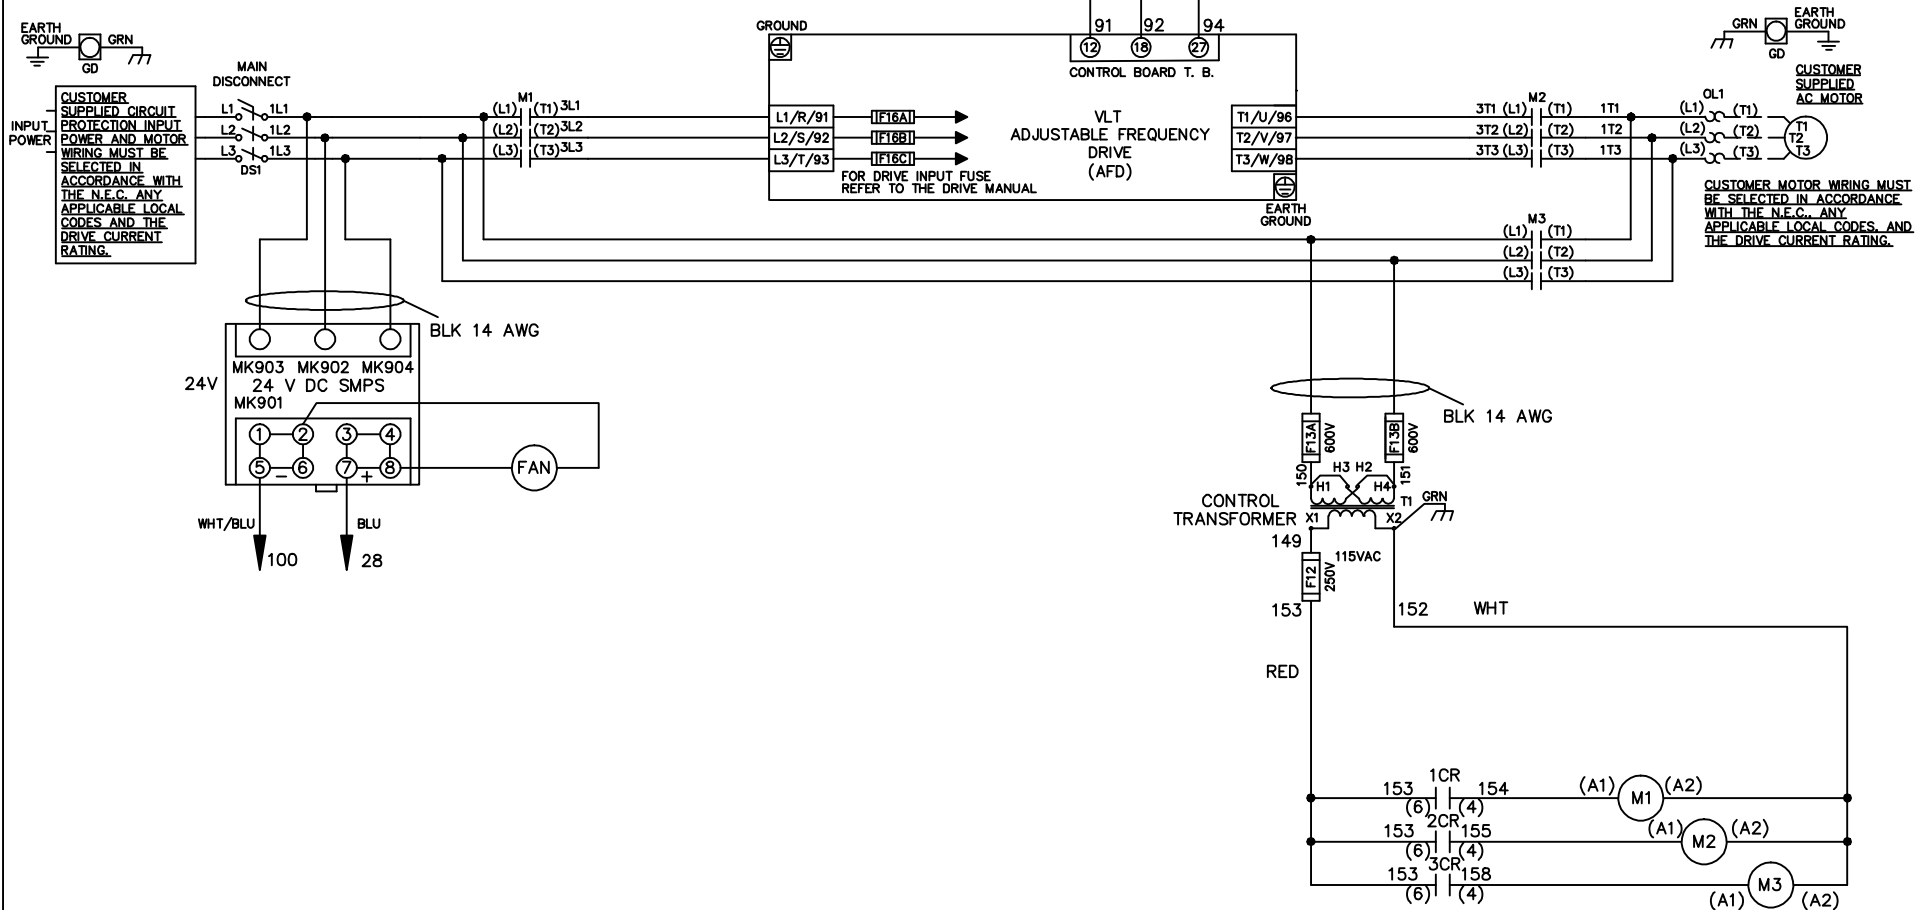 91 92 94
EARTH
GROUND GRN
GD
GROUND
12 18 27
CONTROL BOARD T. B.
GRN EARTH
GROUND
GD
MAIN
DISCONNECT
CUSTOMER
SUPPLIED
AC MOTOR
INPUT
POWER
CUSTOMER
SUPPLIED CIRCUIT
PROTECTION INPUT
POWER AND MOTOR
WIRING MUST BE
SELECTED IN
ACCORDANCE WITH
THE N.E.C. ANY
APPLICABLE LOCAL
CODES AND THE
DRIVE CURRENT
RATING.
L1 1L1
L2 1L2
L3 1L3
DS1
M1
(L1) (T1) 3L1
(L2) (T2) 3L2
(L3) (T3) 3L3
L1/R/91 F16A
L2/S/92 F16B
L3/T/93 F16C
FOR DRIVE INPUT FUSE
REFER TO THE DRIVE MANUAL
VLT
ADJUSTABLE FREQUENCY
DRIVE
(AFD)
T1/U/96
T2/V/97
T3/W/98
EARTH
GROUND
M2
3T1 (L1) (T1) 1T1
3T2 (L2) (T2) 1T2
3T3 (L3) (T3) 1T3
OL1
(L1) (T1)
(L2) (T2)
(L3) (T3)
T1
T2
T3
CUSTOMER MOTOR WIRING MUST
BE SELECTED IN ACCORDANCE
WITH THE N.E.C., ANY
APPLICABLE LOCAL CODES, AND
THE DRIVE CURRENT RATING.
M3
(L1) (T1)
(L2) (T2)
(L3) (T3)
BLK 14 AWG
MK903 MK902 MK904
24V 24 V DC SMPS
MK901
1 2 3 4
5 − 6 7 + 8
FAN
WHT/BLU BLU
100 28
BLK 14 AWG
F13A 600V F13B 600V
150 H3 H2 151
H1 H4
T1 GRN
CONTROL
TRANSFORMER X1 X2
149
115VAC
F12 250V
153 152 WHT
RED
1CR
153 154 (A1) M1 (A2)
(6) (4)
2CR
153 155 (A1) M2 (A2)
(6) (4)
3CR
153 158 M3
(6) (4) (A1) (A2)